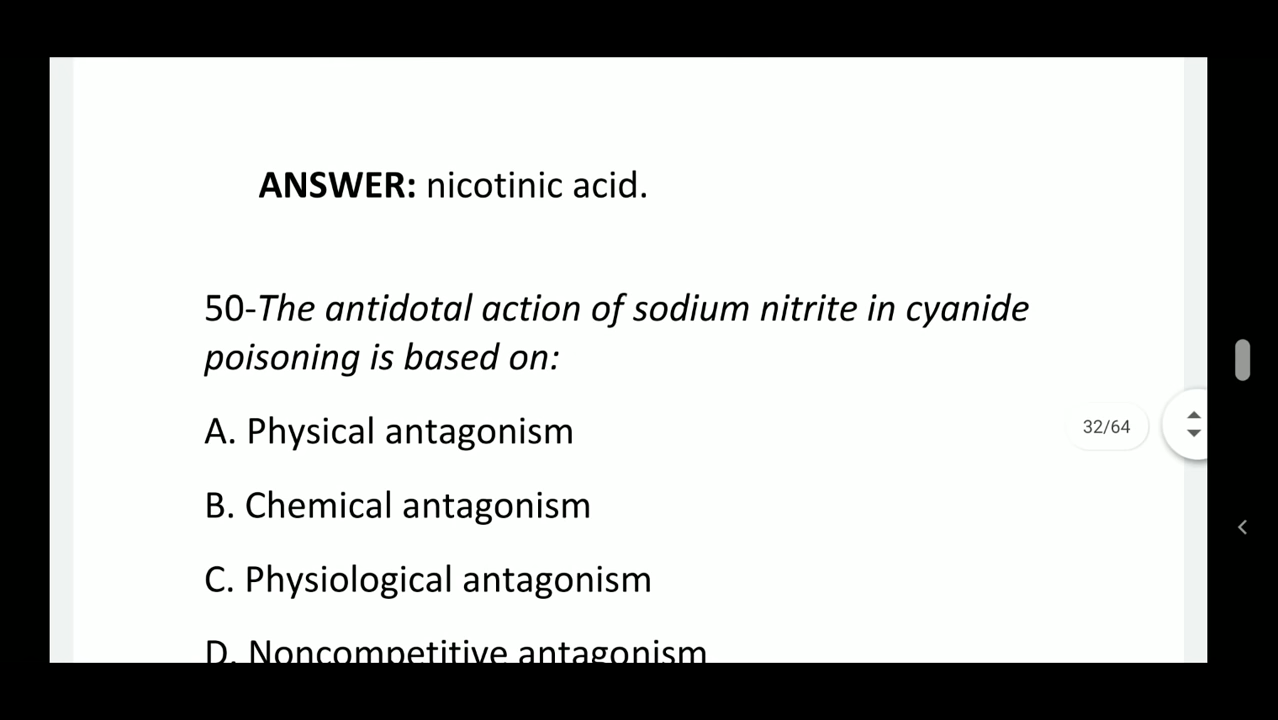 ANSWER: nicotinic acid.
50-The antidotal action of sodium nitrite in cyanide
poisoning is based on:
A. Physical antagonism
32/64
B. Chemical antagonism
C. Physiological antagonism
D. Noncompetitive antagonism